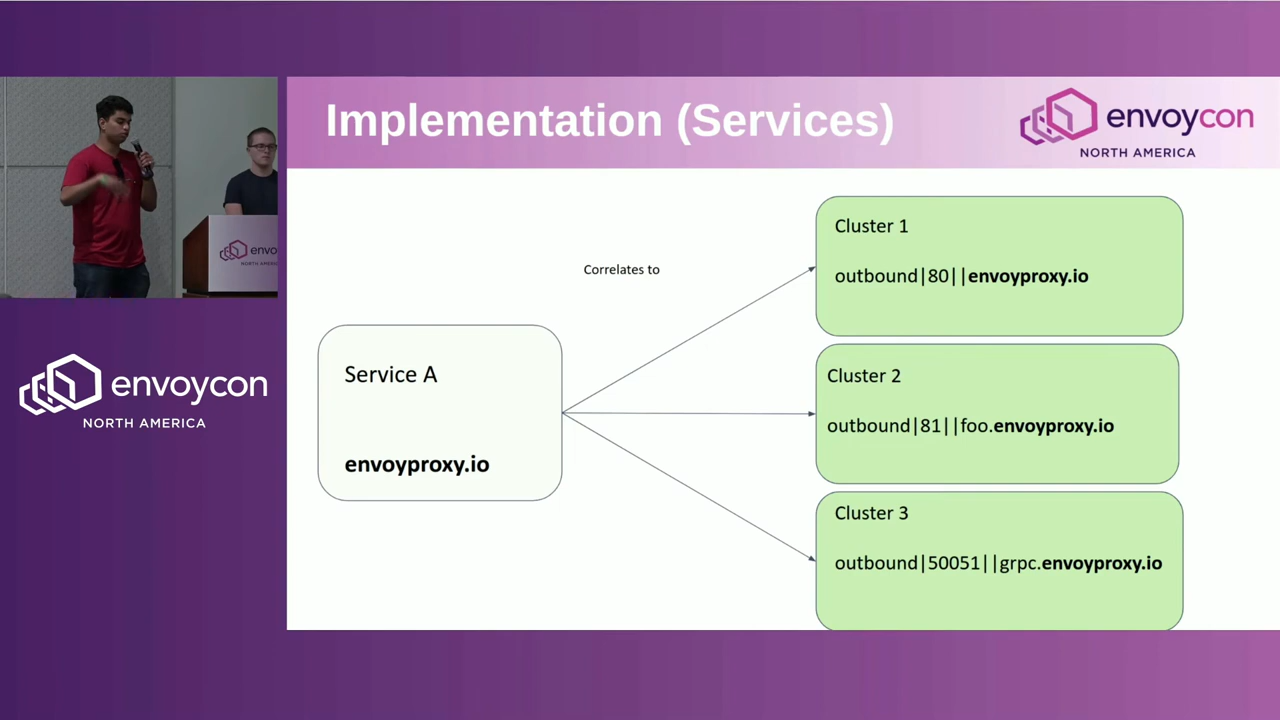 Implementation (Services)
envoycon
NORTH AMERICA
Correlates to
Service A
envoyproxy.io
Cluster 1
outbound|80||envoyproxy.io
Cluster 2
outbound|81||foo.envoyproxy.io
Cluster 3
outbound|50051||grpc.envoyproxy.io
envoycon
NORTH AMERICA